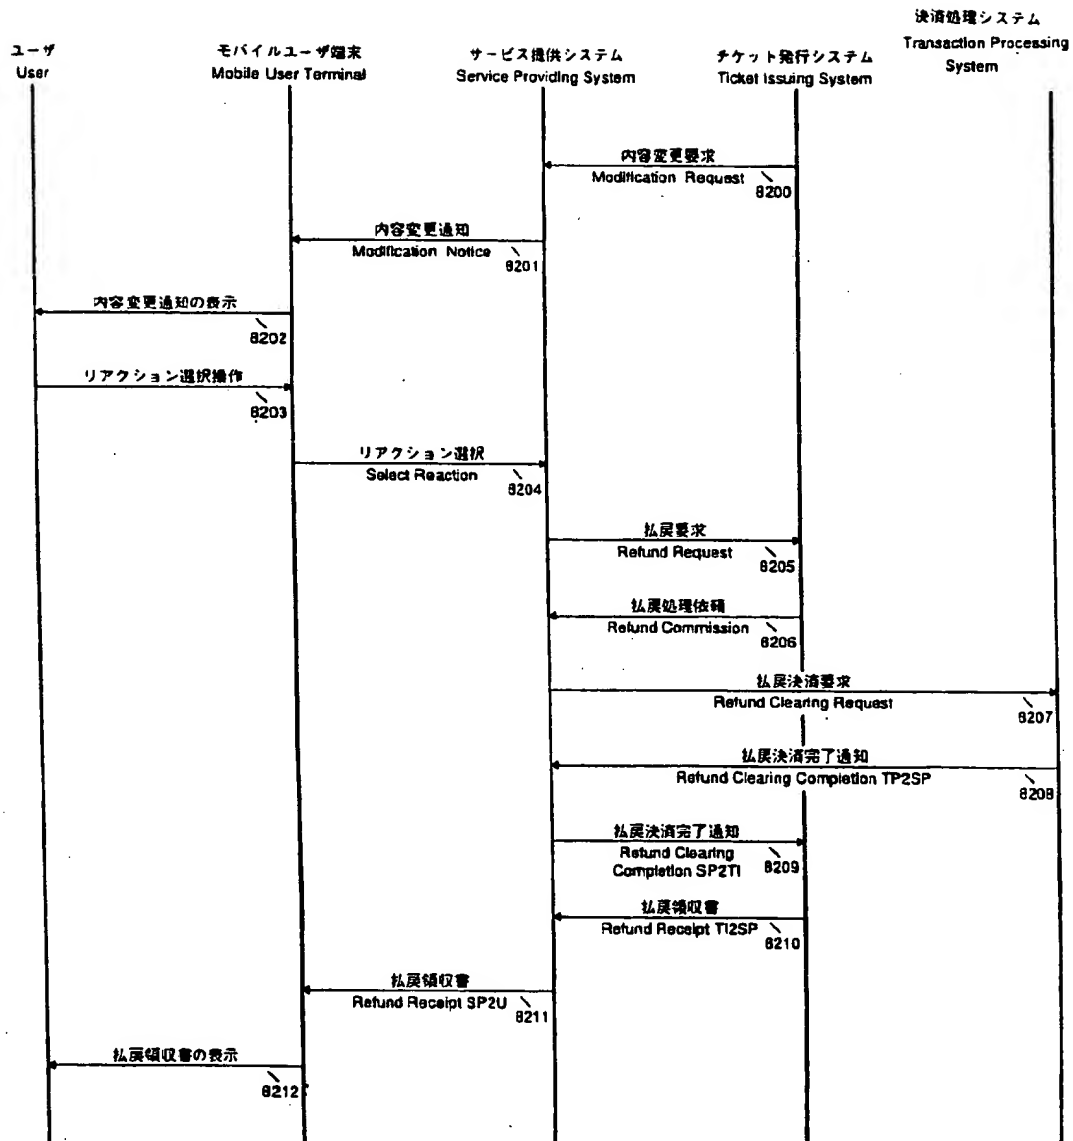 ユーザ
User
モバイルユーザ端末
Mobile User Terminal
サービス提供システム
Service Providing System
チケット発行システム
Ticket Issuing System
決済処理システム
Transaction Processing
System
内容変更要求
Modification Request
8200
内容変更通知
Modification Notice
8201
内容変更通知の表示
8202
リアクション選択操作
8203
リアクション選択
Select Reaction
8204
払戻要求
Refund Request
8205
払戻処理依頼
Refund Commission
8206
払戻決済要求
Refund Clearing Request
8207
払戻決済完了通知
Refund Clearing Completion TP2SP
8208
払戻決済完了通知
Refund Clearing
Completion SP2TI
8209
払戻領収書
Refund Receipt TI2SP
8210
払戻領収書
Refund Receipt SP2U
8211
払戻領収書の表示
8212